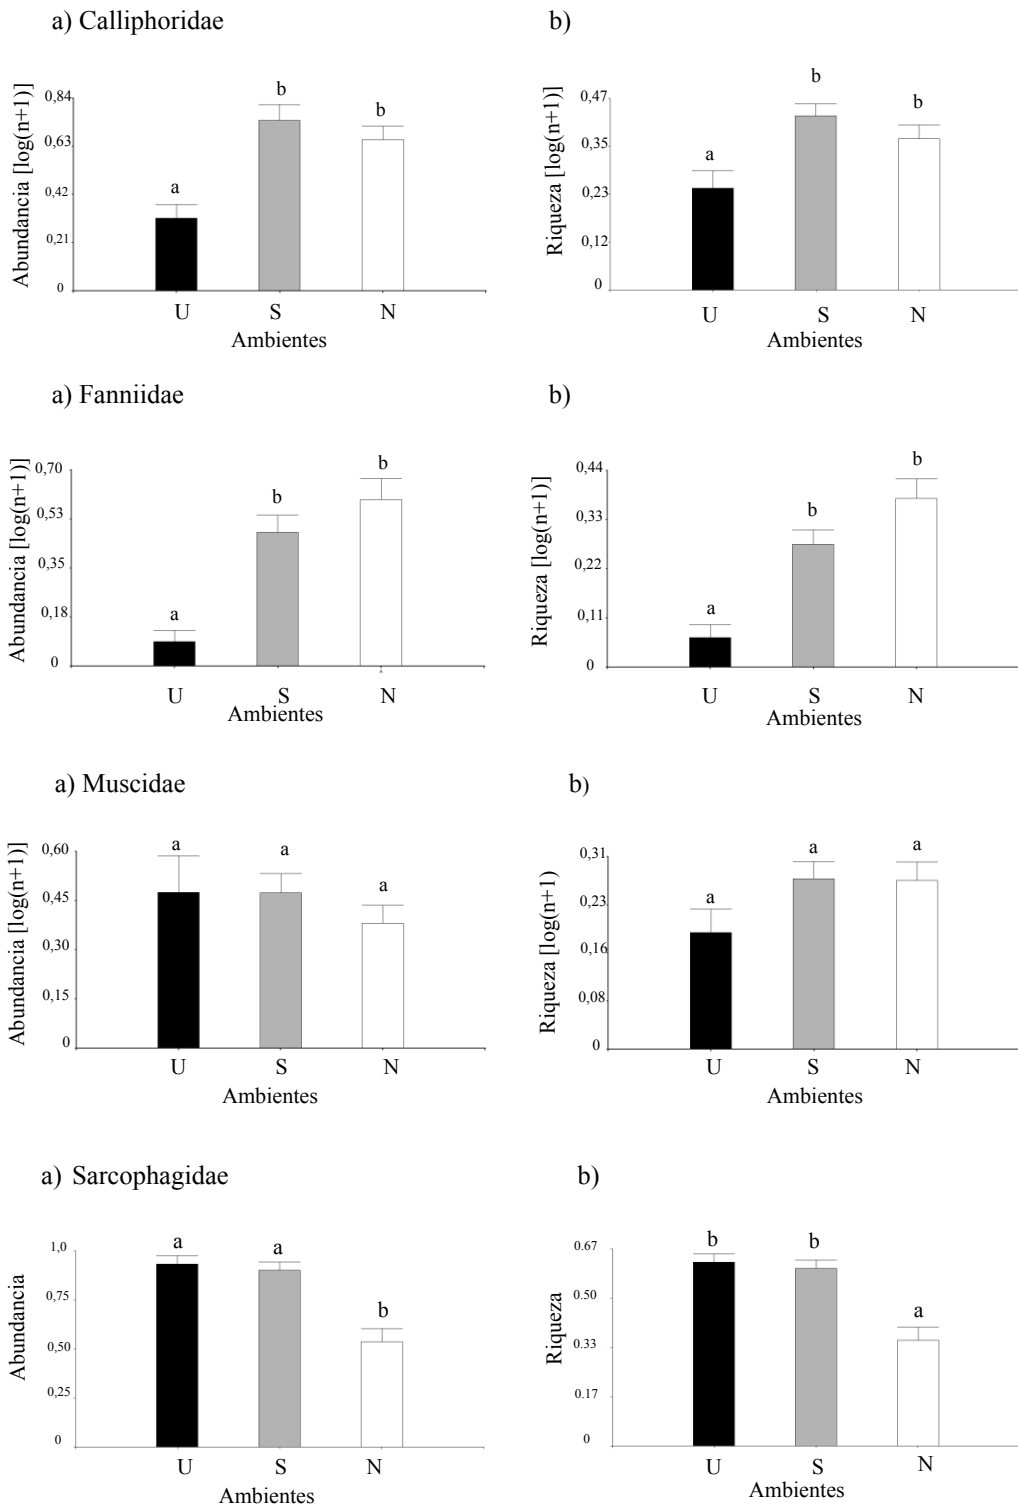 a) Calliphoridae
b)
Abundancia [log(n+1)]
0,84
0,63
0,42
0,21
0
a
b
b
U S N
Ambientes
Riqueza [log(n+1)]
0,47
0,35
0,23
0,12
0
a
b
b
U S N
Ambientes
a) Fanniidae
b)
Abundancia [log(n+1)]
0,70
0,53
0,35
0,18
0
a
b
b
U S N
Ambientes
Riqueza [log(n+1)]
0,44
0,33
0,22
0,11
0
a
b
b
U S N
Ambientes
a) Muscidae
b)
Abundancia [log(n+1)]
0,60
0,45
0,30
0,15
0
a
a
a
U S N
Ambientes
Riqueza [log(n+1)
0,31
0,23
0,16
0,08
0
a
a
a
U S N
Ambientes
a) Sarcophagidae
b)
Abundancia
1,0
0,75
0,50
0,25
0
a
a
b
U S N
Ambientes
Riqueza
0.67
0.50
0.33
0.17
0
b
b
a
U S N
Ambientes